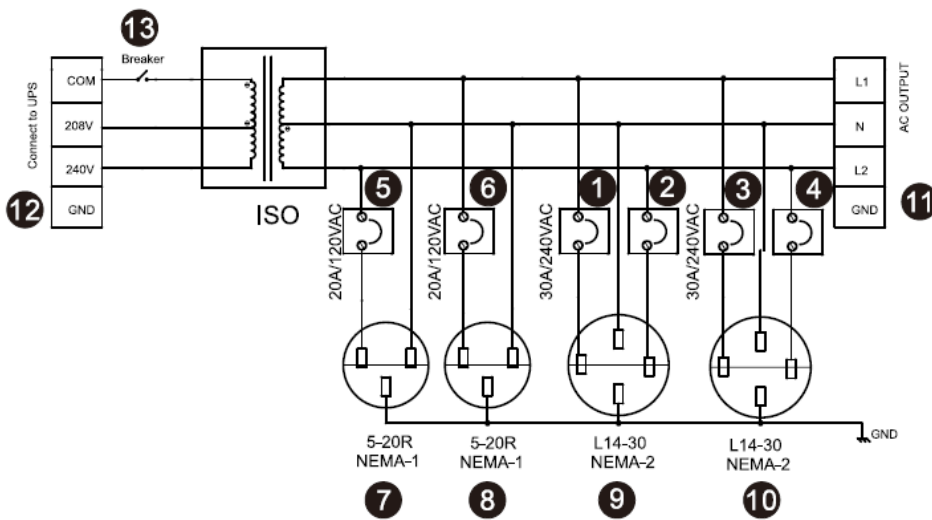 13
Breaker
Connect to UPS
COM
208V
240V
GND
12
ISO
L1
N
L2
GND
AC OUTPUT
11
5
6
1
2
3
4
20A/120VAC
20A/120VAC
30A/240VAC
30A/240VAC
GND
5-20R
NEMA-1
5-20R
NEMA-1
L14-30
NEMA-2
L14-30
NEMA-2
7
8
9
10